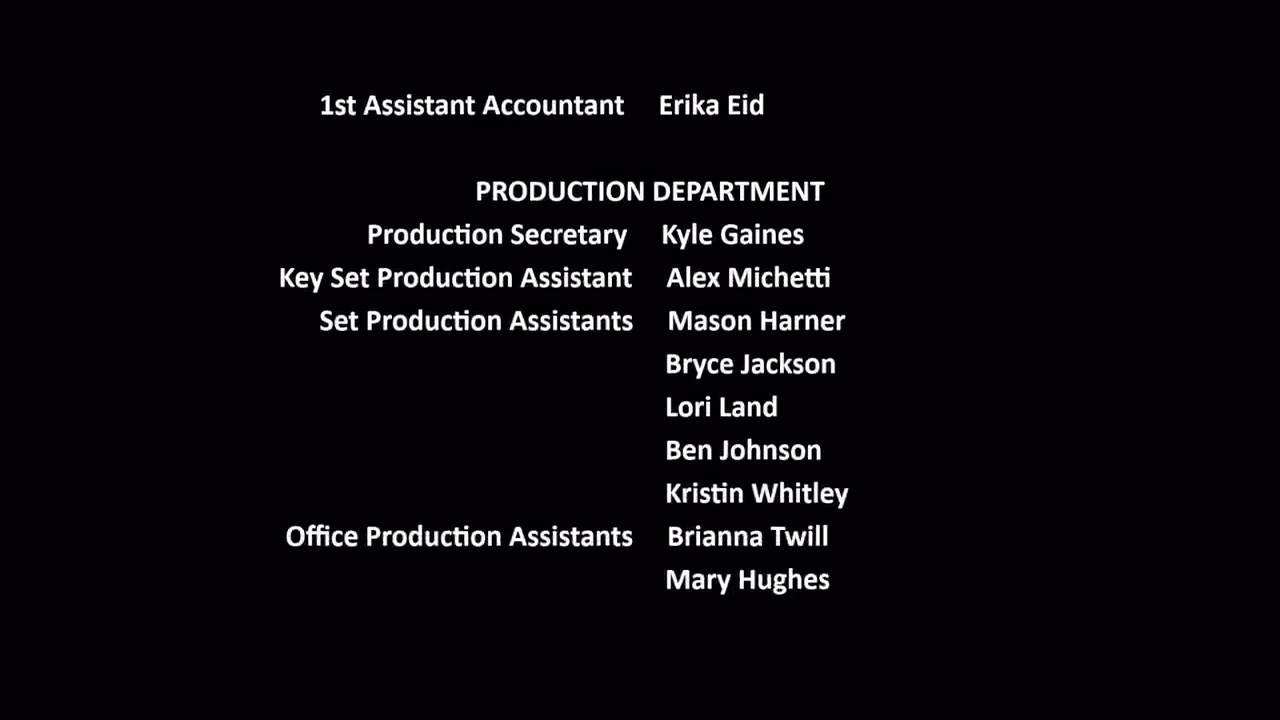 1st Assistant Accountant Erika Eid
PRODUCTION DEPARTMENT
Production Secretary Kyle Gaines
Key Set Production Assistant Alex Michetti
Set Production Assistants Mason Harner
Bryce Jackson
Lori Land
Ben Johnson
Kristin Whitley
Office Production Assistants Brianna Twill
Mary Hughes